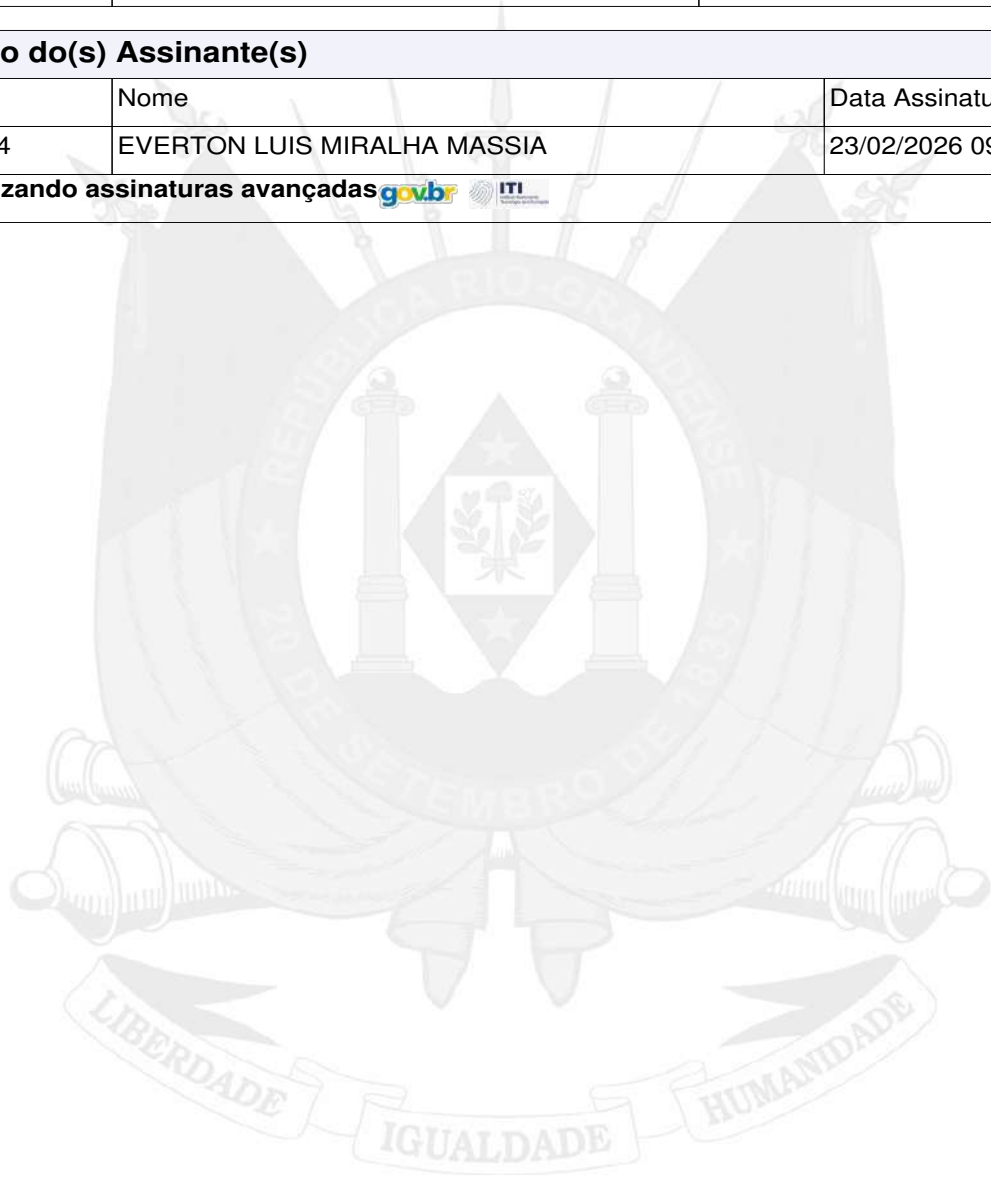 o do(s) Assinante(s)
Nome Data Assinatu
4 EVERTON LUIS MIRALHA MASSIA 23/02/2026 09
zando assinaturas avançadas gov.br ITI
REPÚBLICA RIO-GRANDENSE
20 DE SETEMBRO DE 1835
LIBERDADE IGUALDADE HUMANIDADE